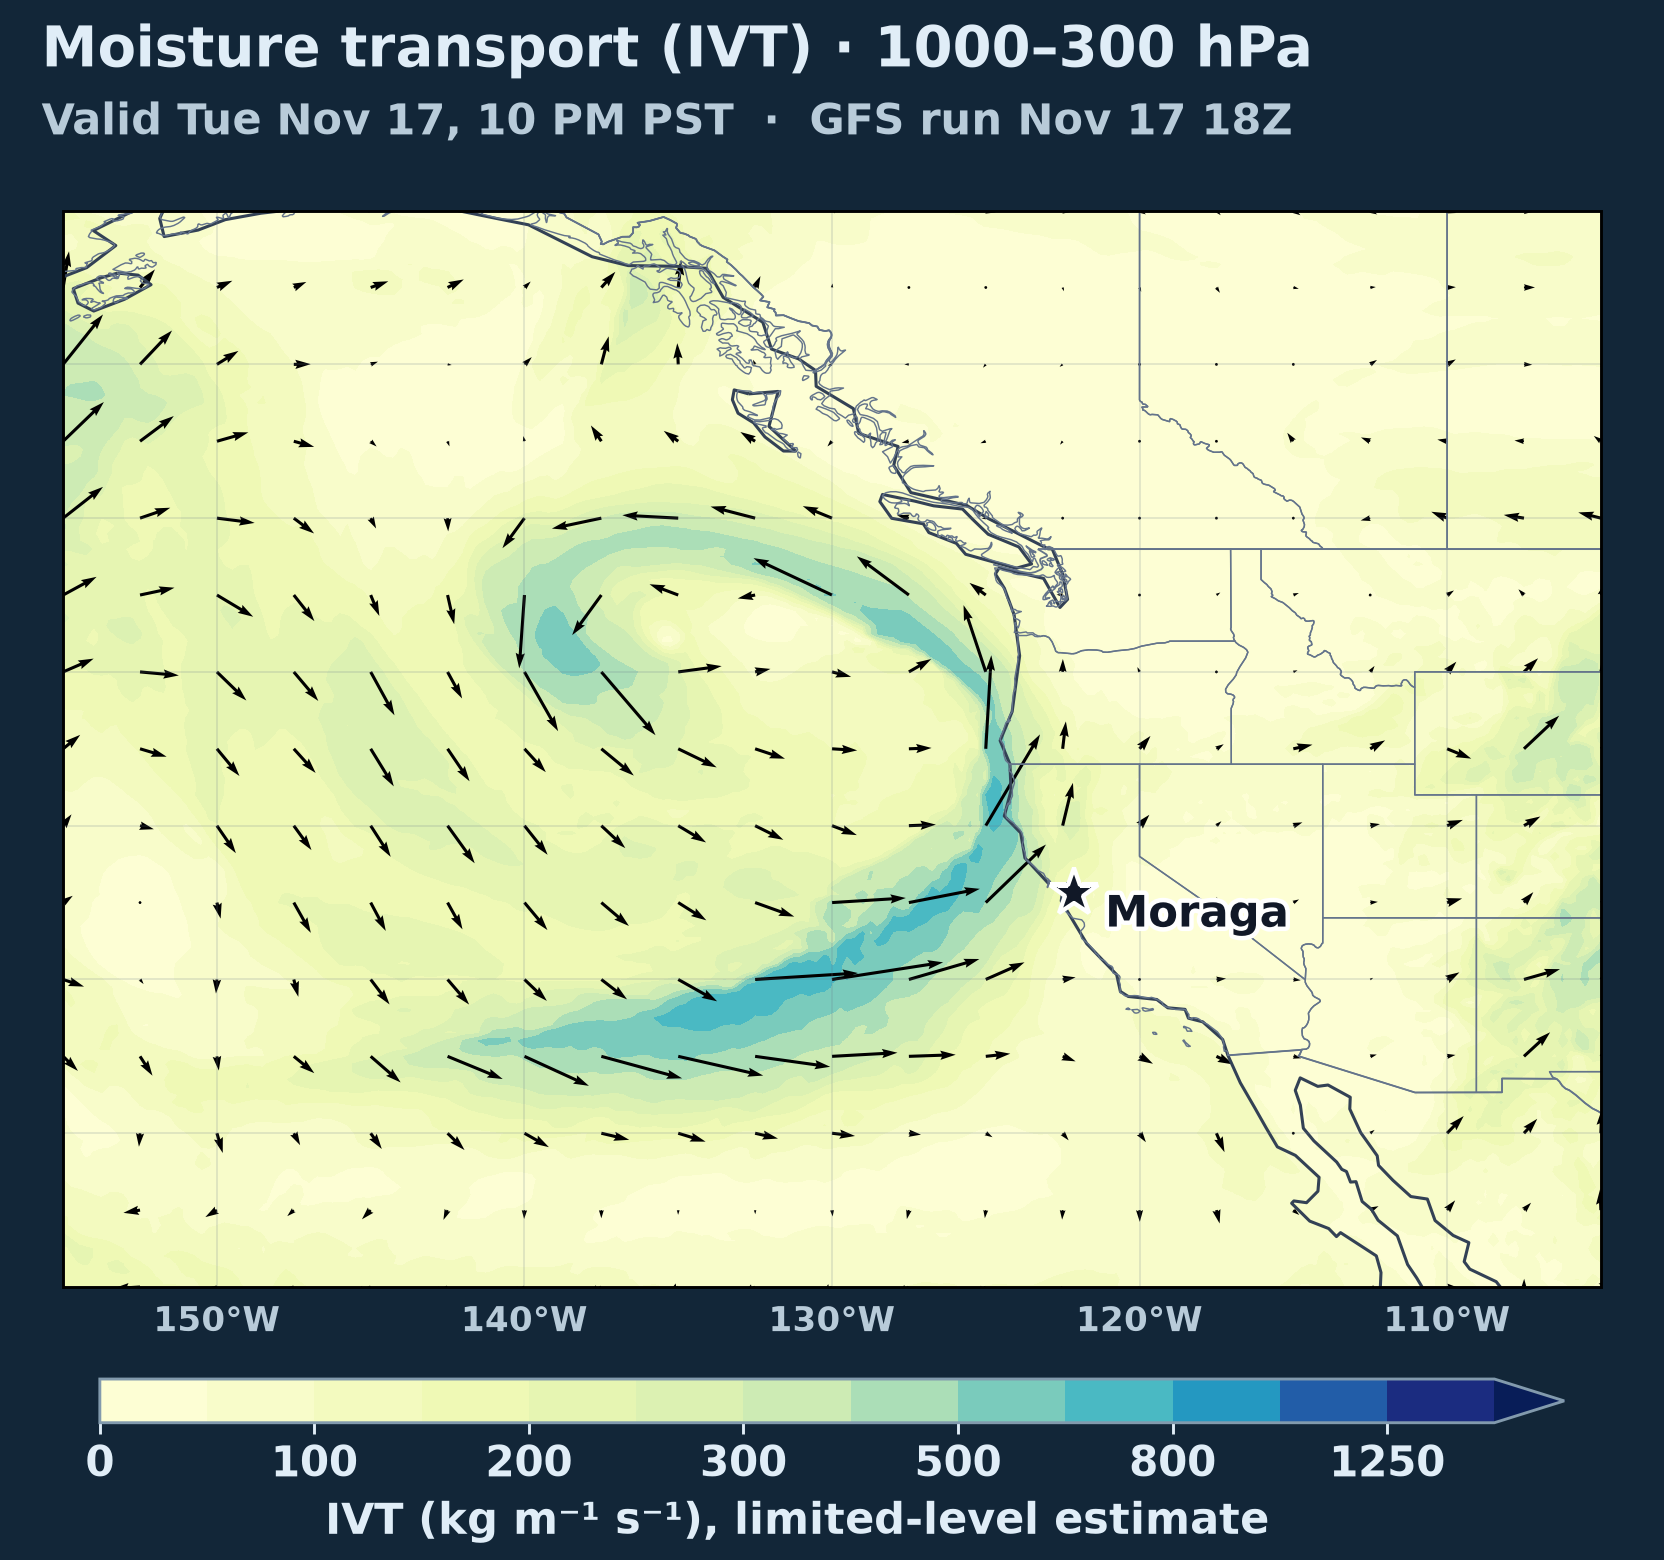 Moisture transport (IVT) · 1000–300 hPa
Valid Tue Nov 17, 10 PM PST · GFS run Nov 17 18Z
Moraga
150°W 140°W 130°W 120°W 110°W
0 100 200 300 500 800 1250
IVT (kg m⁻¹ s⁻¹), limited-level estimate